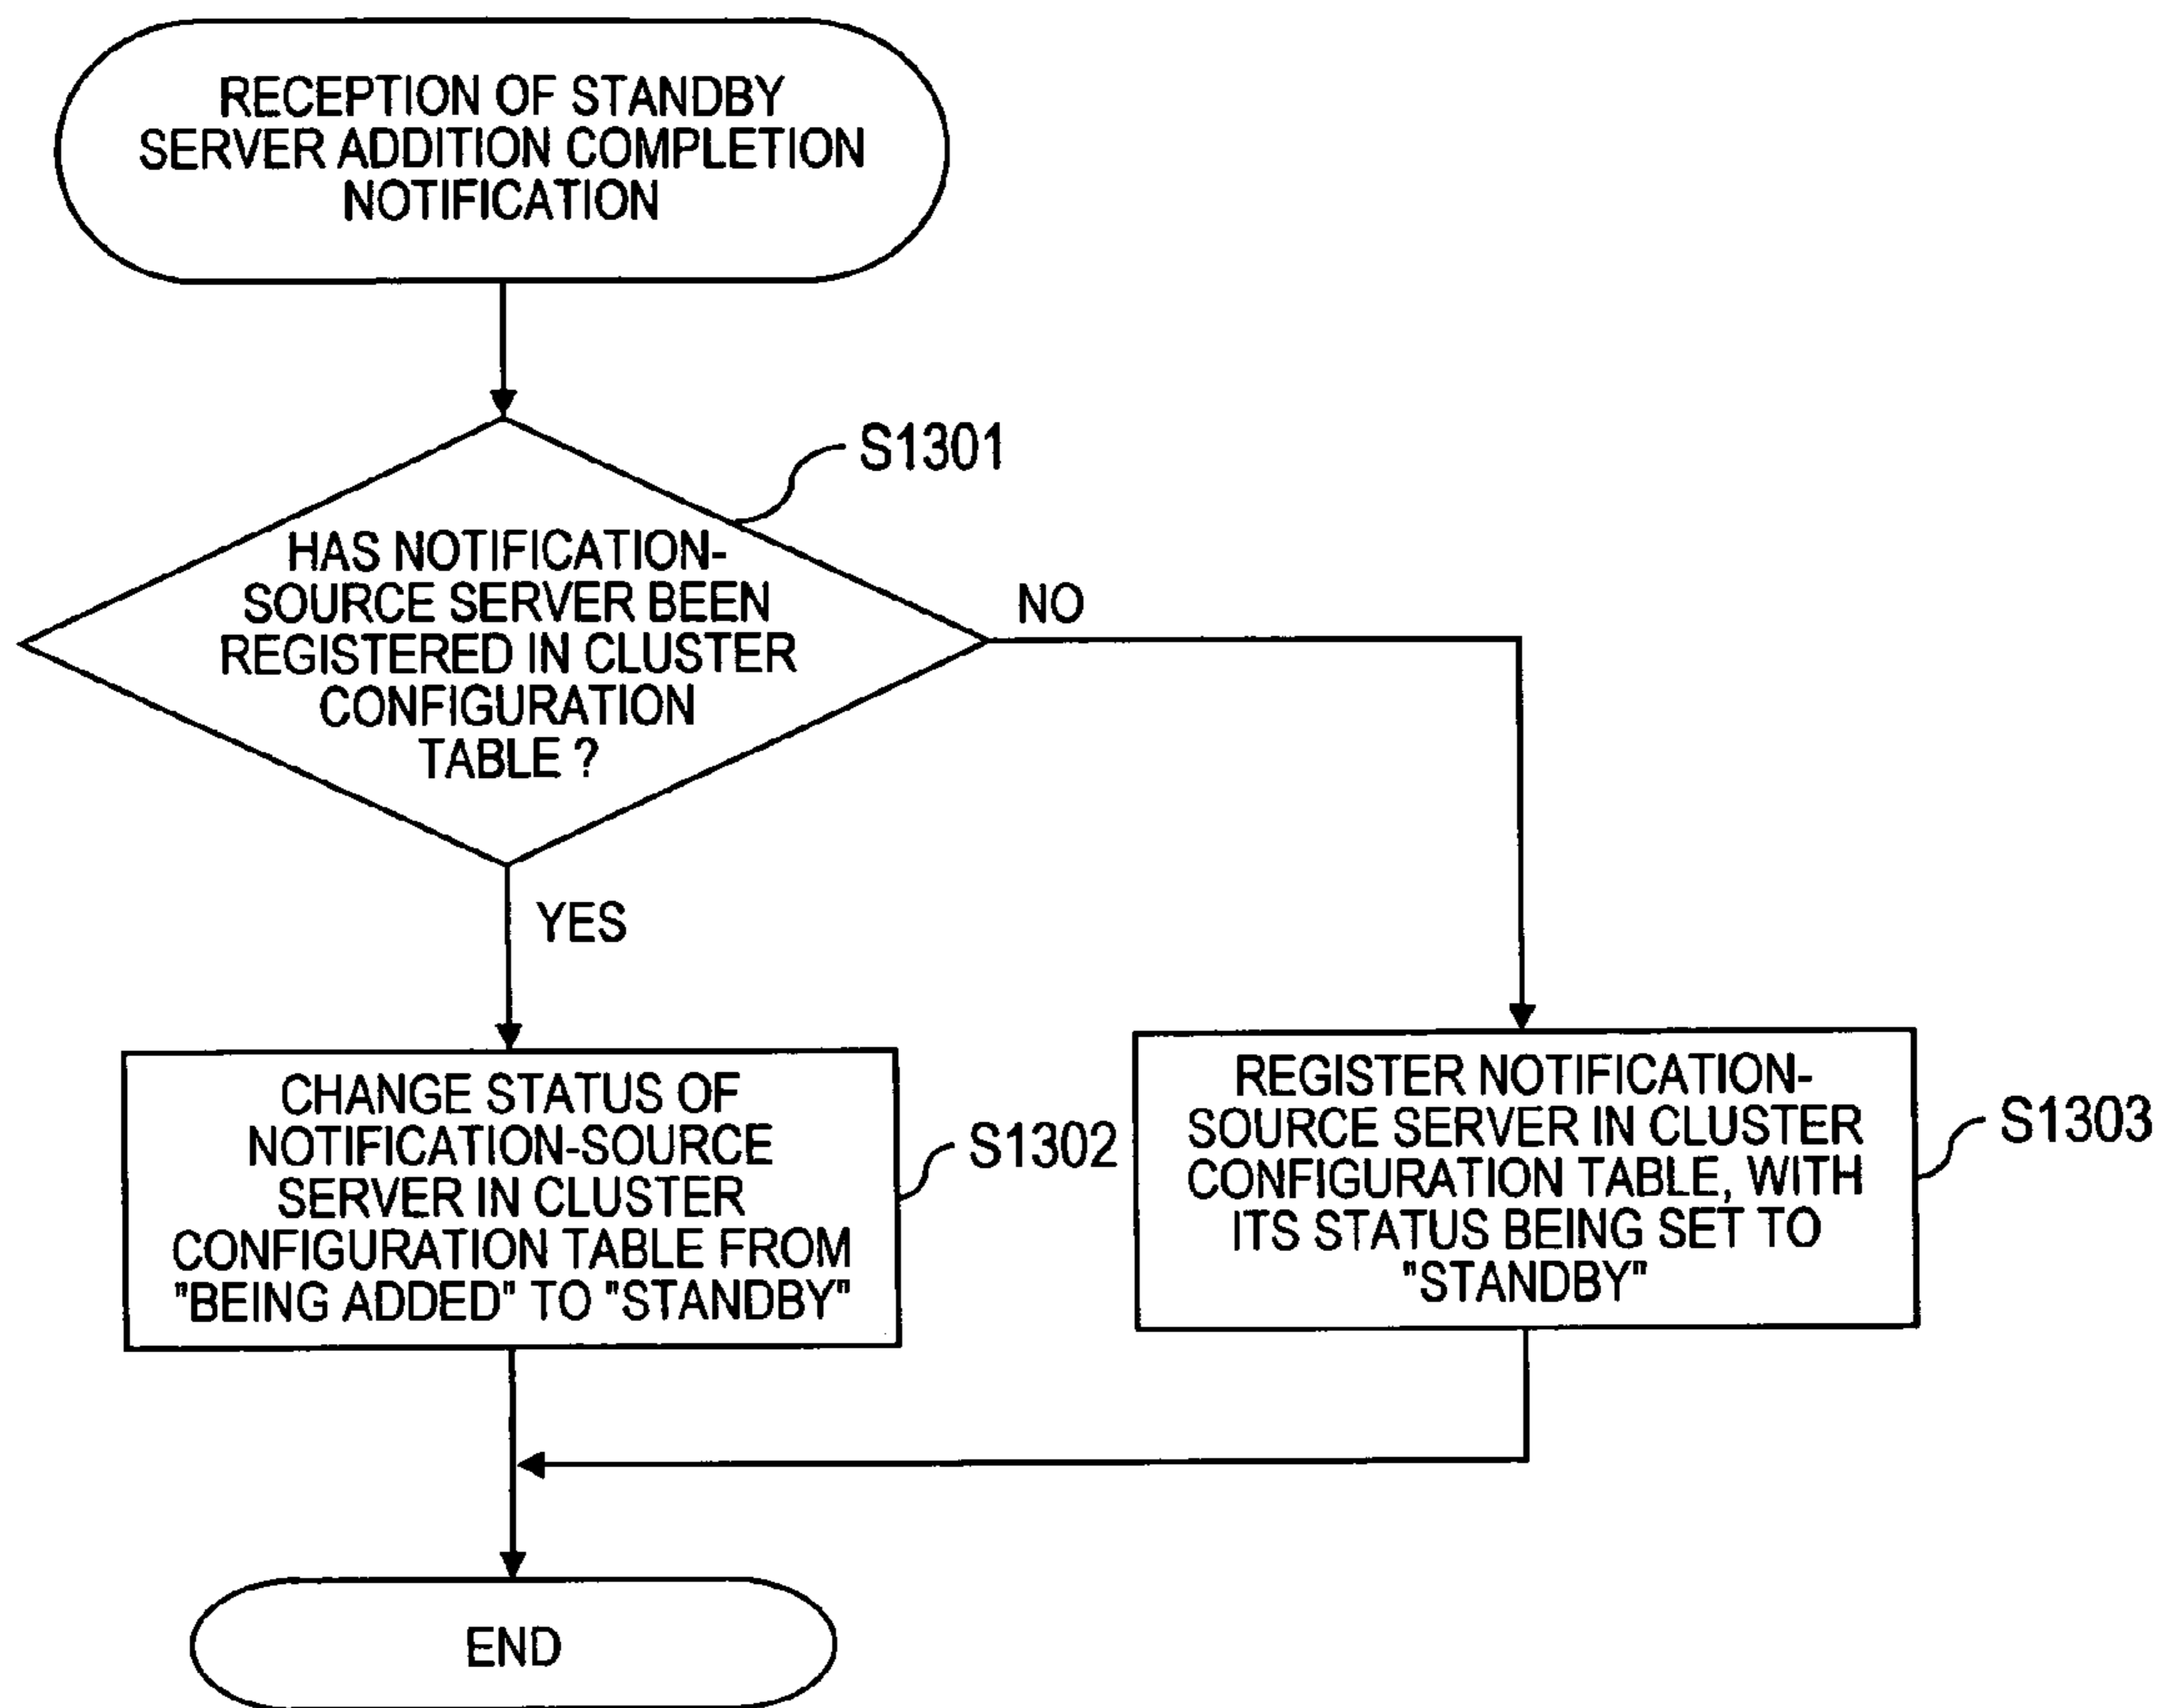 RECEPTION OF STANDBY
SERVER ADDITION COMPLETION
NOTIFICATION
S1301
HAS NOTIFICATION-
SOURCE SERVER BEEN
REGISTERED IN CLUSTER
CONFIGURATION
TABLE ?
NO
YES
CHANGE STATUS OF
NOTIFICATION-SOURCE
SERVER IN CLUSTER
CONFIGURATION TABLE FROM
"BEING ADDED" TO "STANDBY"
S1302
REGISTER NOTIFICATION-
SOURCE SERVER IN CLUSTER
CONFIGURATION TABLE, WITH
ITS STATUS BEING SET TO
"STANDBY"
S1303
END